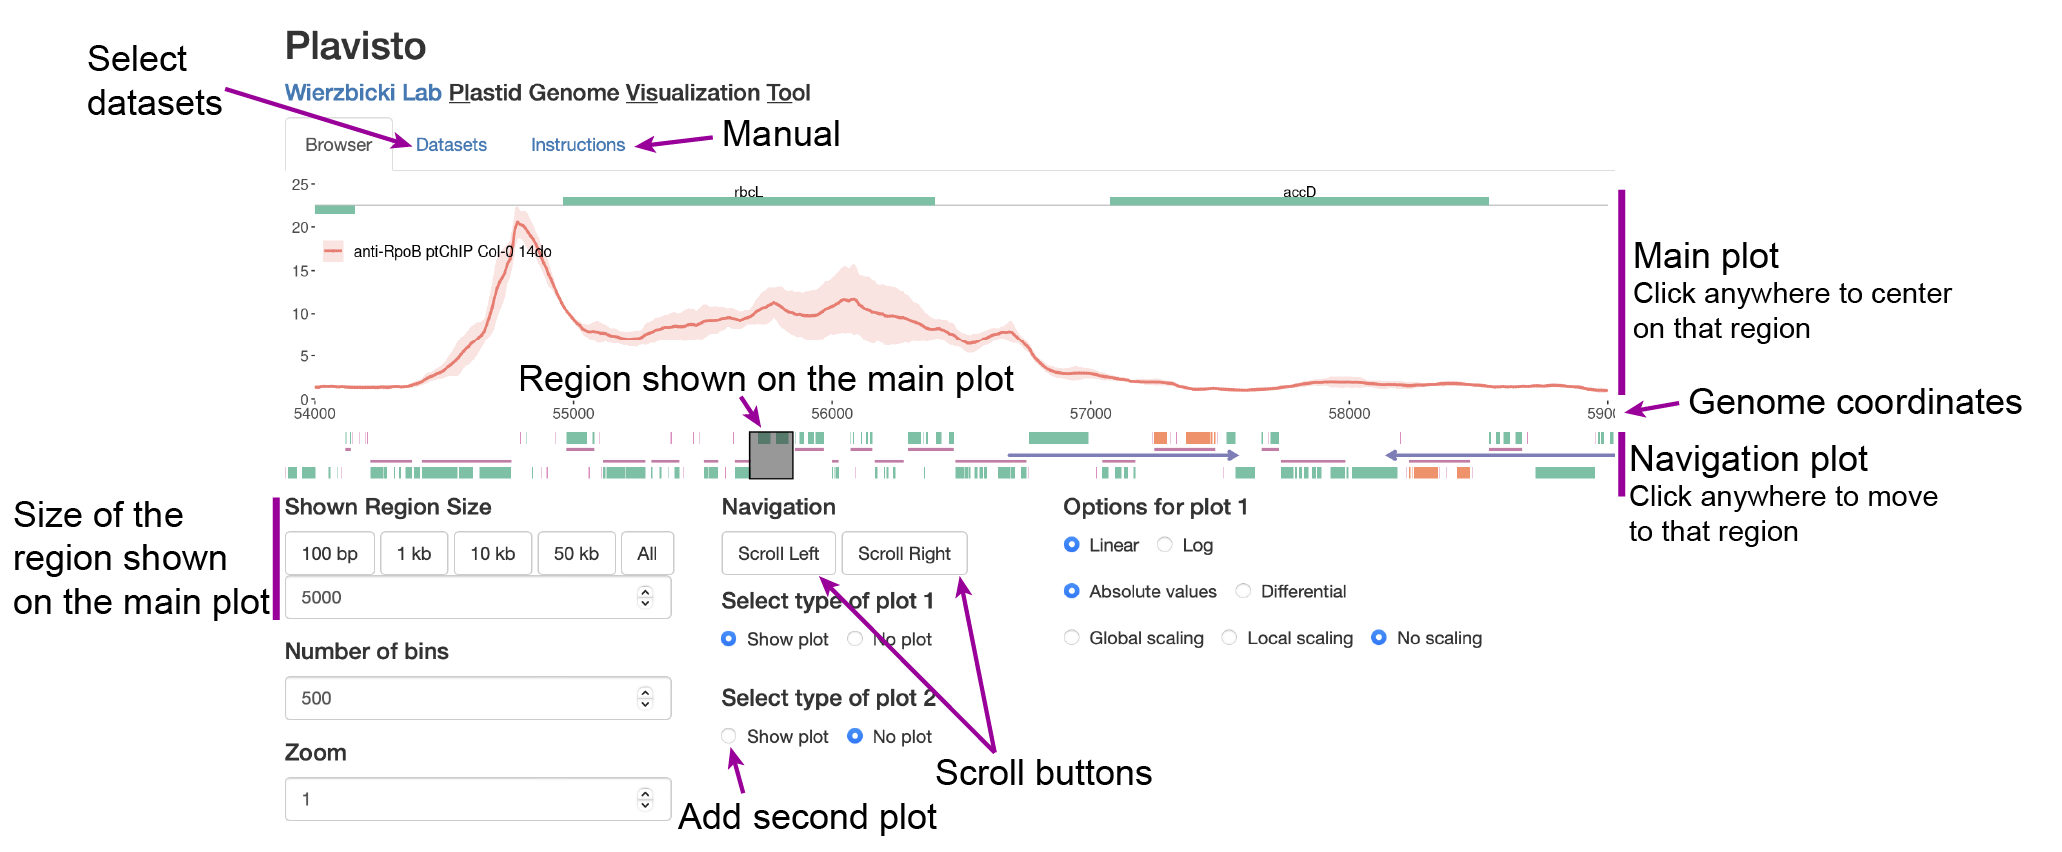 Plavisto
Select
datasets
Wierzbicki Lab Plastid Genome Visualization Tool
Browser
Datasets
Instructions
Manual
25
20
15
10
5
0
rbcL
accD
anti-RpoB ptChIP Col-0 14do
Main plot
Click anywhere to center
on that region
Region shown on the main plot
54000
55000
56000
57000
58000
5900
Genome coordinates
Navigation plot
Click anywhere to move
to that region
Size of the
region shown
on the main plot
Shown Region Size
100 bp
1 kb
10 kb
50 kb
All
5000
Number of bins
500
Zoom
1
Navigation
Scroll Left
Scroll Right
Select type of plot 1
Show plot
No plot
Select type of plot 2
Show plot
No plot
Scroll buttons
Add second plot
Options for plot 1
Linear
Log
Absolute values
Differential
Global scaling
Local scaling
No scaling